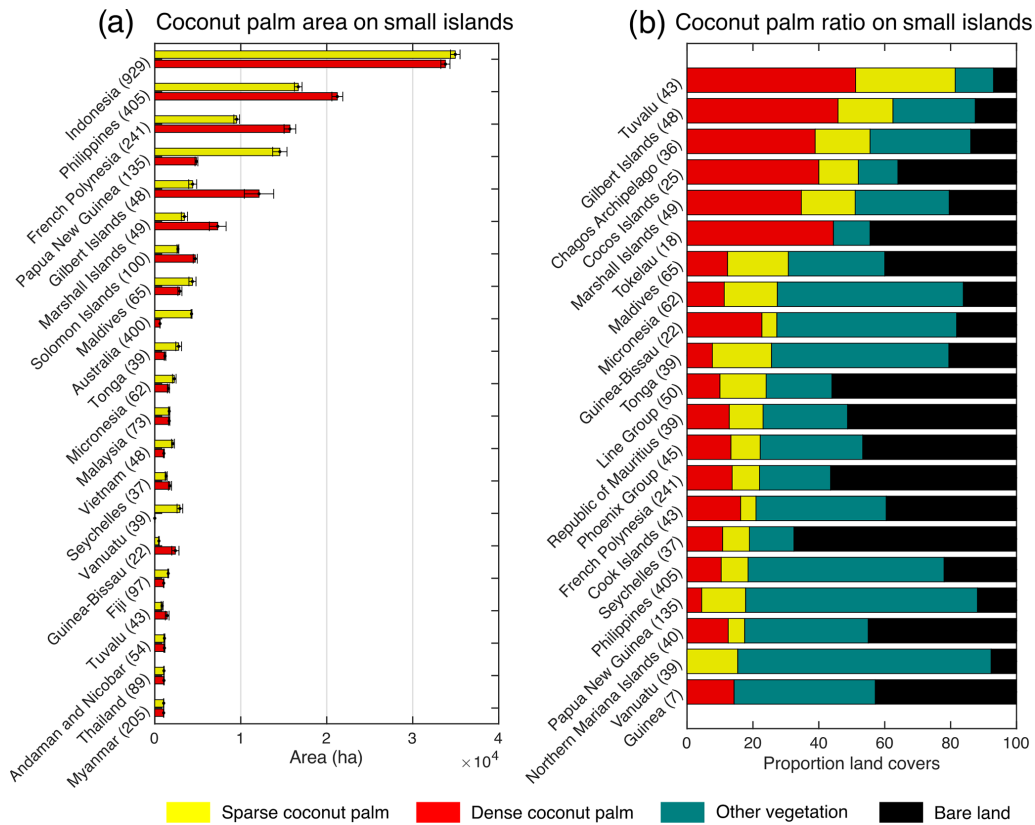 (a) Coconut palm area on small islands
Indonesia (929)
Philippines (405)
French Polynesia (241)
Papua New Guinea (135)
Gilbert Islands (48)
Marshall Islands (49)
Solomon Islands (100)
Maldives (65)
Australia (400)
Tonga (39)
Micronesia (62)
Malaysia (73)
Vietnam (48)
Seychelles (37)
Vanuatu (39)
Guinea-Bissau (22)
Fiji (97)
Tuvalu (43)
Andaman and Nicobar (54)
Thailand (89)
Myanmar (205)
0 1 2 3 4
Area (ha)
×10⁴
(b) Coconut palm ratio on small islands
Tuvalu (43)
Gilbert Islands (48)
Chagos Archipelago (36)
Cocos Islands (25)
Marshall Islands (49)
Tokelau (18)
Maldives (65)
Micronesia (62)
Guinea-Bissau (22)
Tonga (39)
Line Group (50)
Republic of Mauritius (39)
Phoenix Group (45)
French Polynesia (241)
Cook Islands (43)
Seychelles (37)
Philippines (405)
Papua New Guinea (135)
Northern Mariana Islands (40)
Vanuatu (39)
Guinea (7)
0 20 40 60 80 100
Proportion land covers
Sparse coconut palm
Dense coconut palm
Other vegetation
Bare land